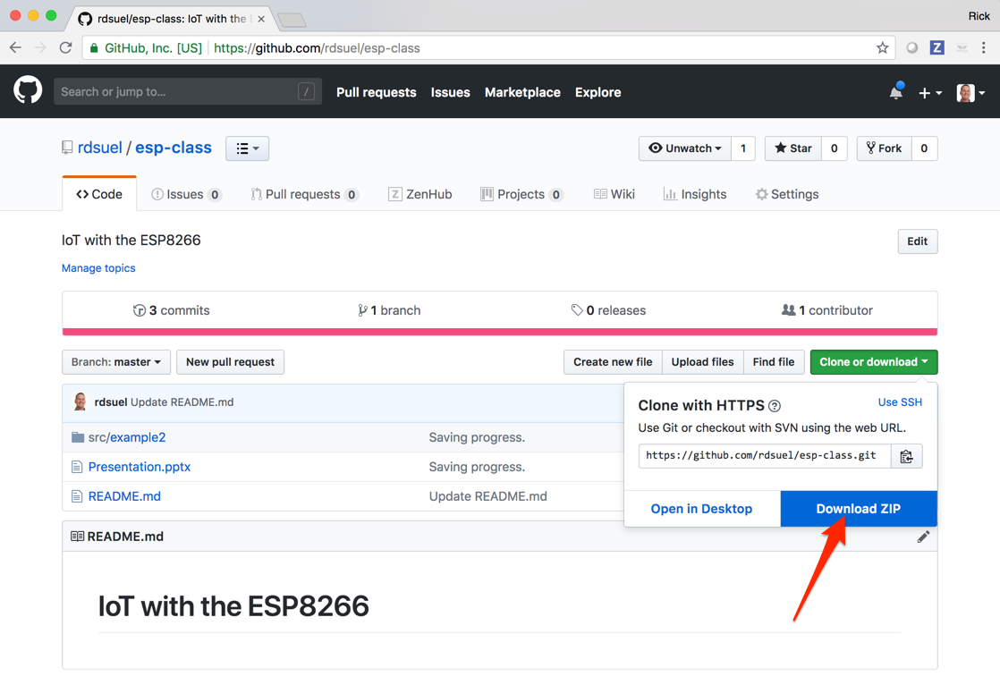 rdsuel/esp-class: IoT with the E
Rick
GitHub, Inc. [US] https://github.com/rdsuel/esp-class
Z
Search or jump to... /
Pull requests Issues Marketplace Explore
rdsuel / esp-class
Unwatch 1 Star 0 Fork 0
Code Issues 0 Pull requests 0 Z ZenHub Projects 0 Wiki Insights Settings
IoT with the ESP8266
Edit
Manage topics
3 commits 1 branch 0 releases 1 contributor
Branch: master New pull request Create new file Upload files Find file Clone or download
rdsuel Update README.md
src/example2 Saving progress.
Presentation.pptx Saving progress.
README.md Update README.md
Clone with HTTPS ? Use SSH
Use Git or checkout with SVN using the web URL.
https://github.com/rdsuel/esp-class.git
Open in Desktop Download ZIP
README.md
IoT with the ESP8266